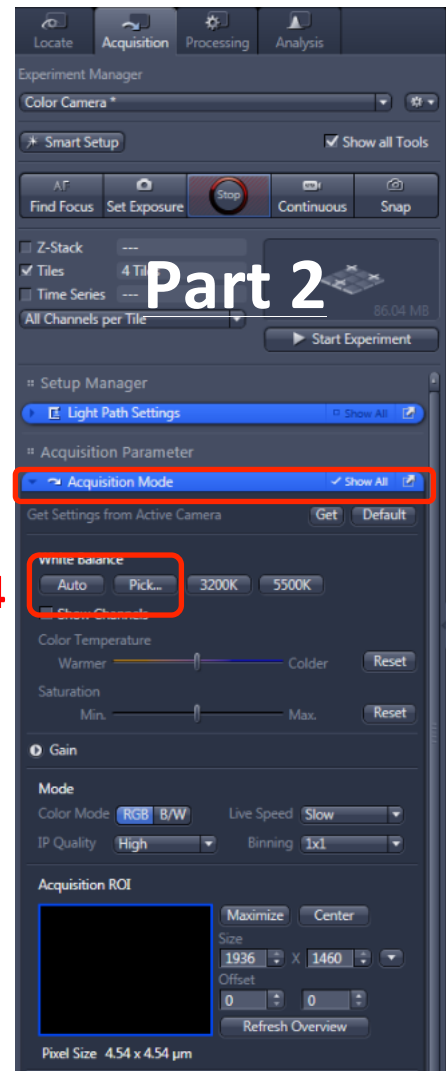 Locate Acquisition Processing Analysis
Experiment Manager
Color Camera *
Smart Setup Show all Tools
AF
Find Focus Set Exposure Stop Continuous Snap
Z-Stack ---
Tiles 4 Tiles
Part 2
Time Series ---
86.04 MB
All Channels per Tile
Start Experiment
Setup Manager
Light Path Settings Show All
Acquisition Parameter
Acquisition Mode Show All
Get Settings from Active Camera Get Default
White Balance
4
Auto Pick... 3200K 5500K
Show Channels
Color Temperature
Warmer Colder Reset
Saturation
Min. Max. Reset
Gain
Mode
Color Mode RGB B/W Live Speed Slow
IP Quality High Binning 1x1
Acquisition ROI
Maximize Center
Size
1936 X 1460
Offset
0 0
Refresh Overview
Pixel Size 4.54 x 4.54 µm